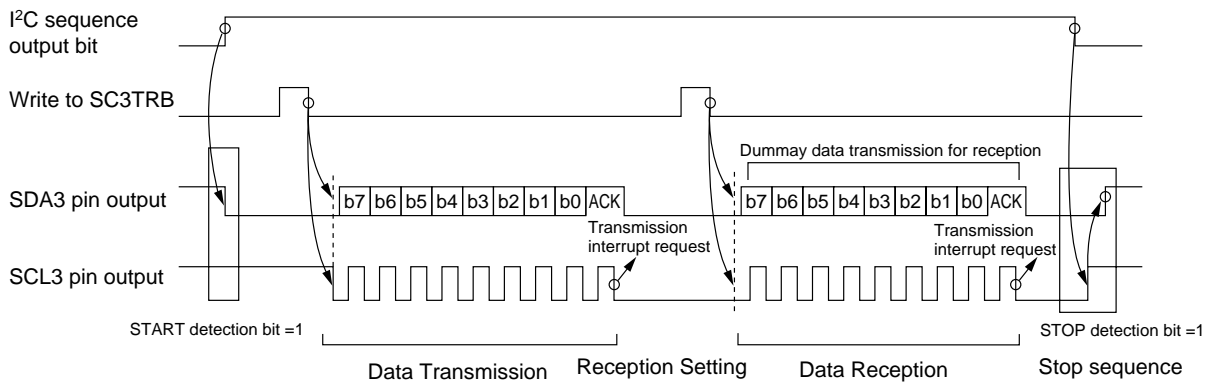 I²C sequence
output bit
Write to SC3TRB
Dummay data transmission for reception
SDA3 pin output
b7 b6 b5 b4 b3 b2 b1 b0 ACK
b7 b6 b5 b4 b3 b2 b1 b0 ACK
Transmission
interrupt request
Transmission
interrupt request
SCL3 pin output
START detection bit =1
STOP detection bit =1
Data Transmission
Reception Setting
Data Reception
Stop sequence